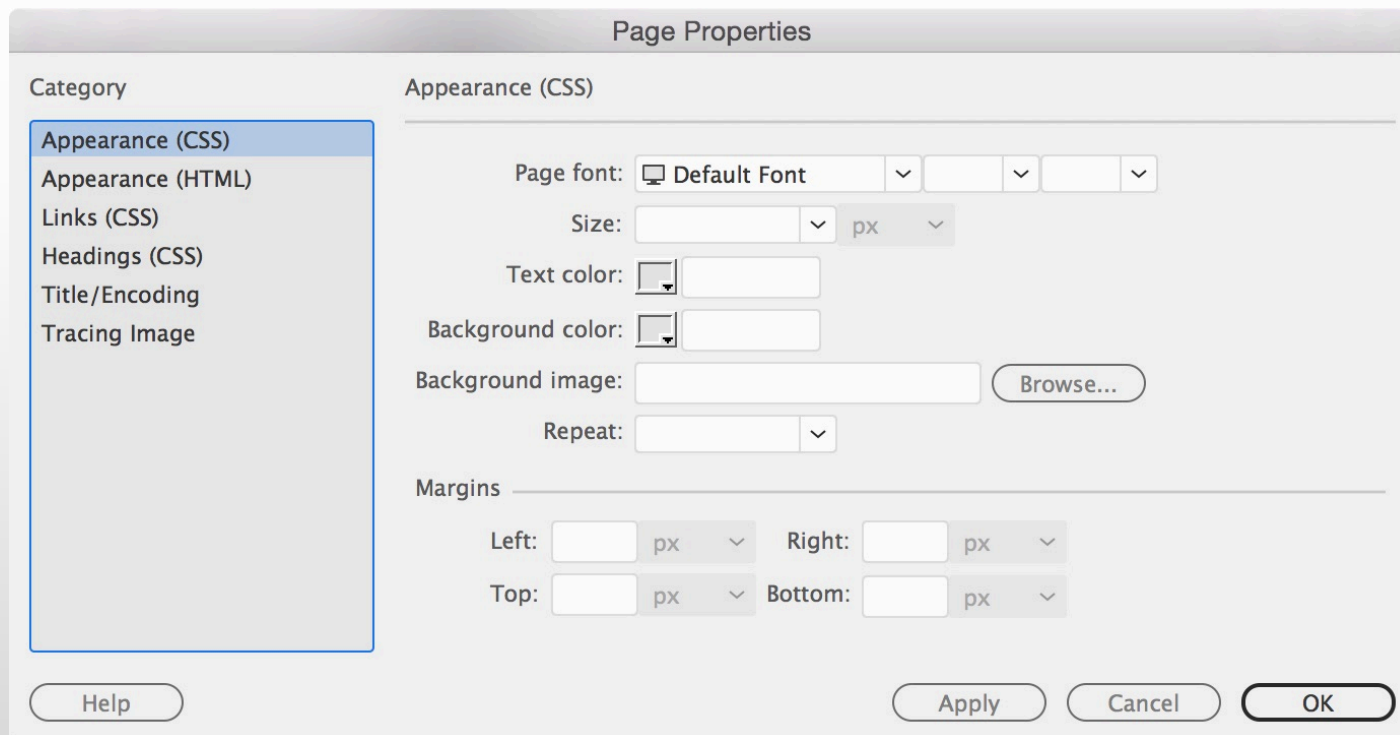 Page Properties
Category
Appearance (CSS)
Appearance (HTML)
Links (CSS)
Headings (CSS)
Title/Encoding
Tracing Image
Appearance (CSS)
Page font: Default Font
Size: px
Text color:
Background color:
Background image: Browse...
Repeat:
Margins
Left: px Right: px
Top: px Bottom: px
Help Apply Cancel OK